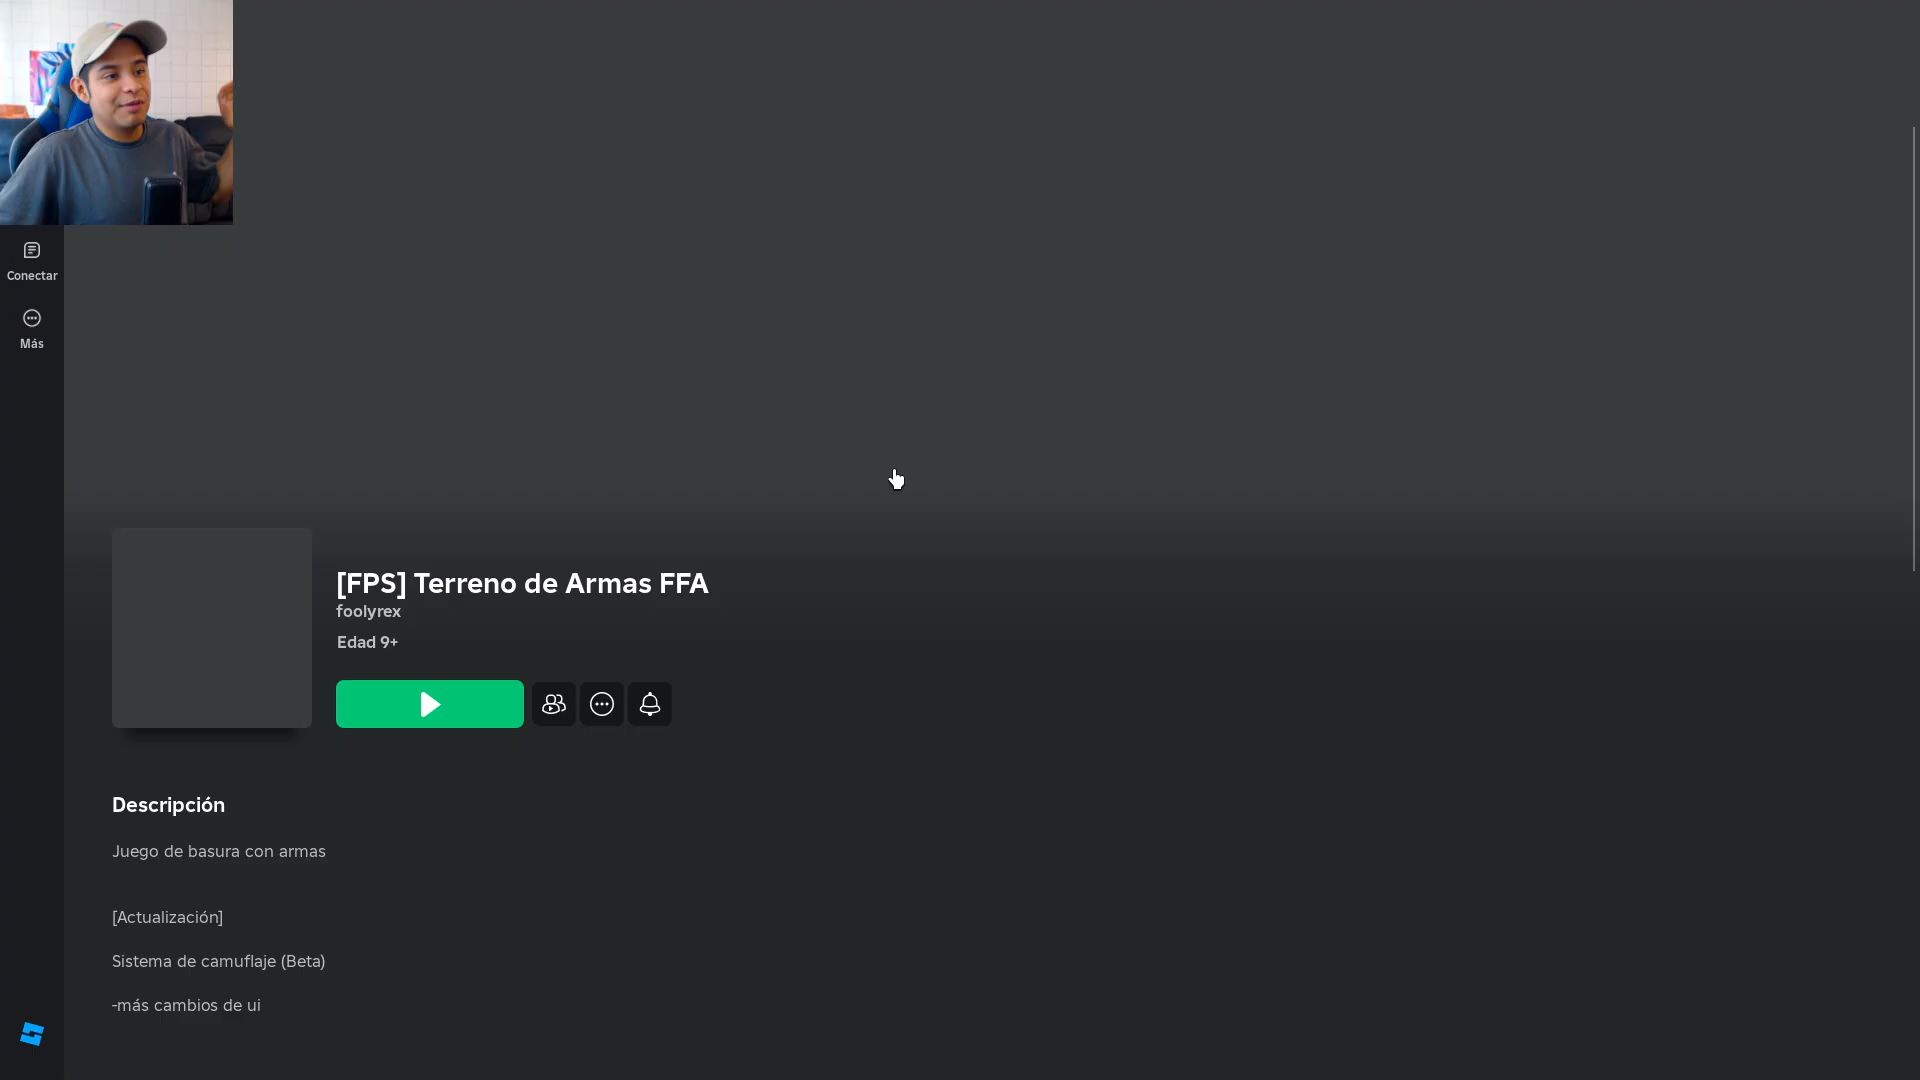 Conectar
Más
[FPS] Terreno de Armas FFA
foolyrex
Edad 9+
Descripción
Juego de basura con armas
[Actualización]
Sistema de camuflaje (Beta)
-más cambios de ui